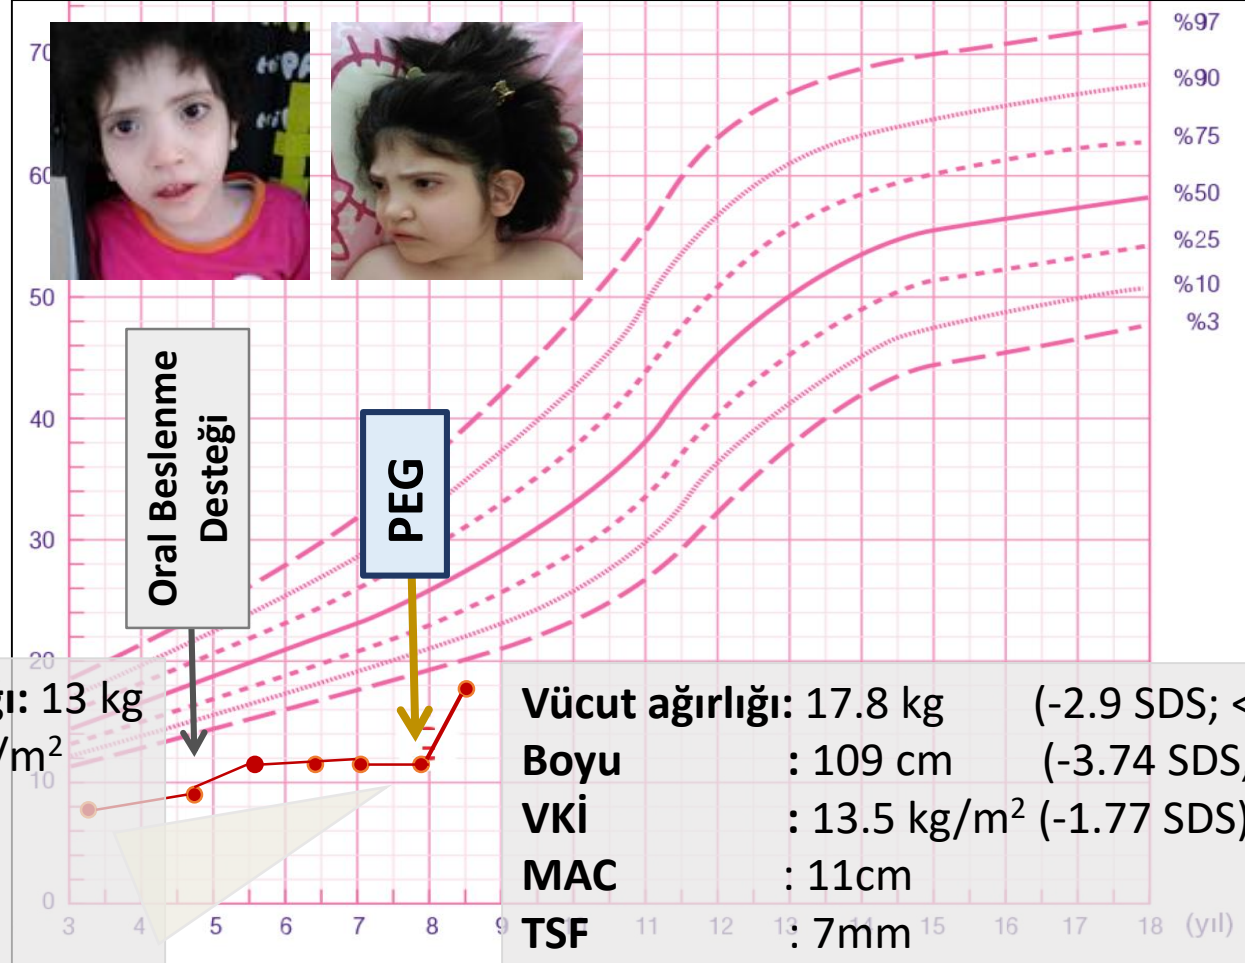 %97
70
%90
%75
60
%50
%25
50
%10
%3
Oral Beslenme
Desteği
40
PEG
30
20
13 kg
/m²
10
0
3 4 5 6 7 8 9 11 12 13 14 15 16 17 18 (yıl)
Vücut ağırlığı: 17.8 kg (-2.9 SDS; <
Boyu : 109 cm (-3.74 SDS,
VKİ : 13.5 kg/m² (-1.77 SDS)
MAC : 11cm
TSF : 7mm